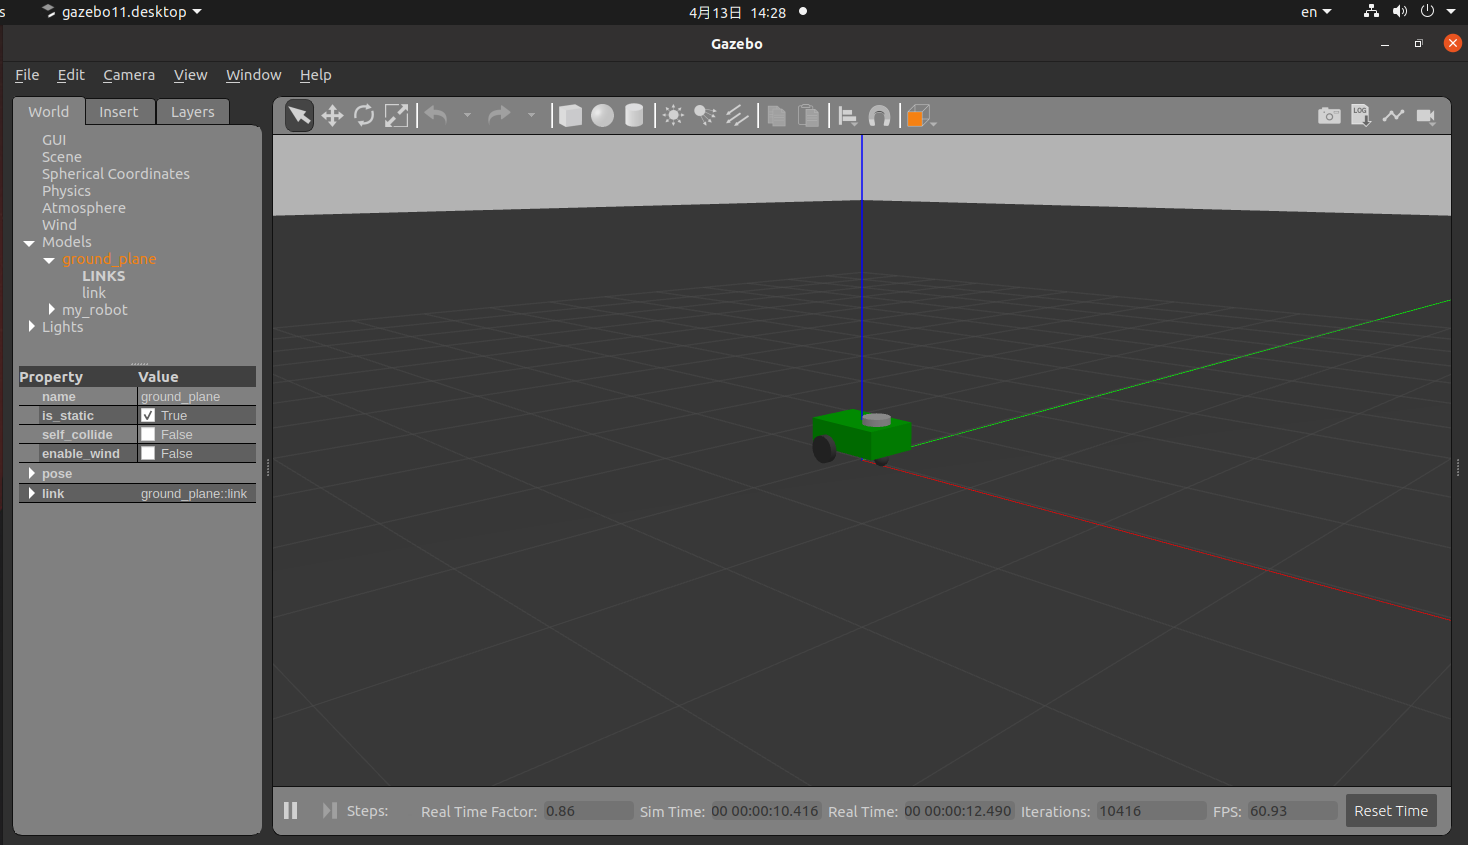 s gazebo11.desktop 4月13日 14:28 en
Gazebo
File Edit Camera View Window Help
World Insert Layers
LOG
GUI
Scene
Spherical Coordinates
Physics
Atmosphere
Wind
Models
ground_plane
LINKS
link
my_robot
Lights
Property Value
name ground_plane
is_static True
self_collide False
enable_wind False
pose
link ground_plane::link
Steps: Real Time Factor: 0.86 Sim Time: 00 00:00:10.416 Real Time: 00 00:00:12.490 Iterations: 10416 FPS: 60.93 Reset Time